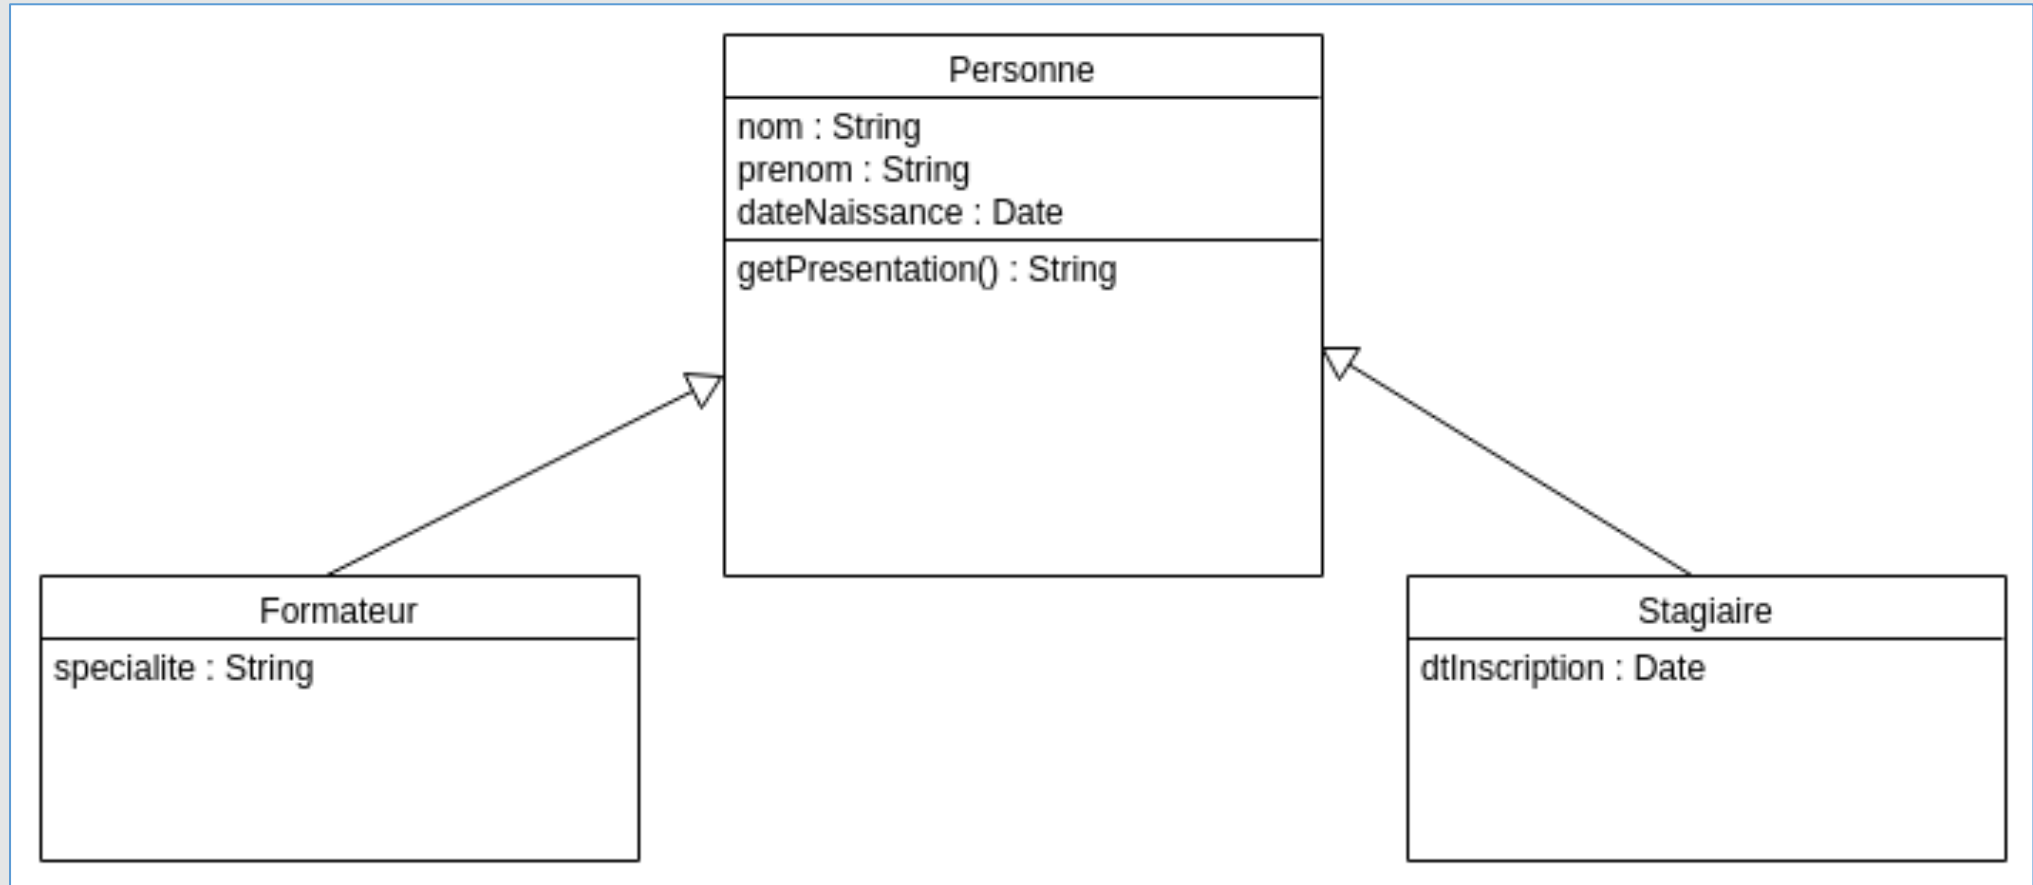 Personne
nom : String
prenom : String
dateNaissance : Date
getPresentation() : String
Formateur
specialite : String
Stagiaire
dtInscription : Date